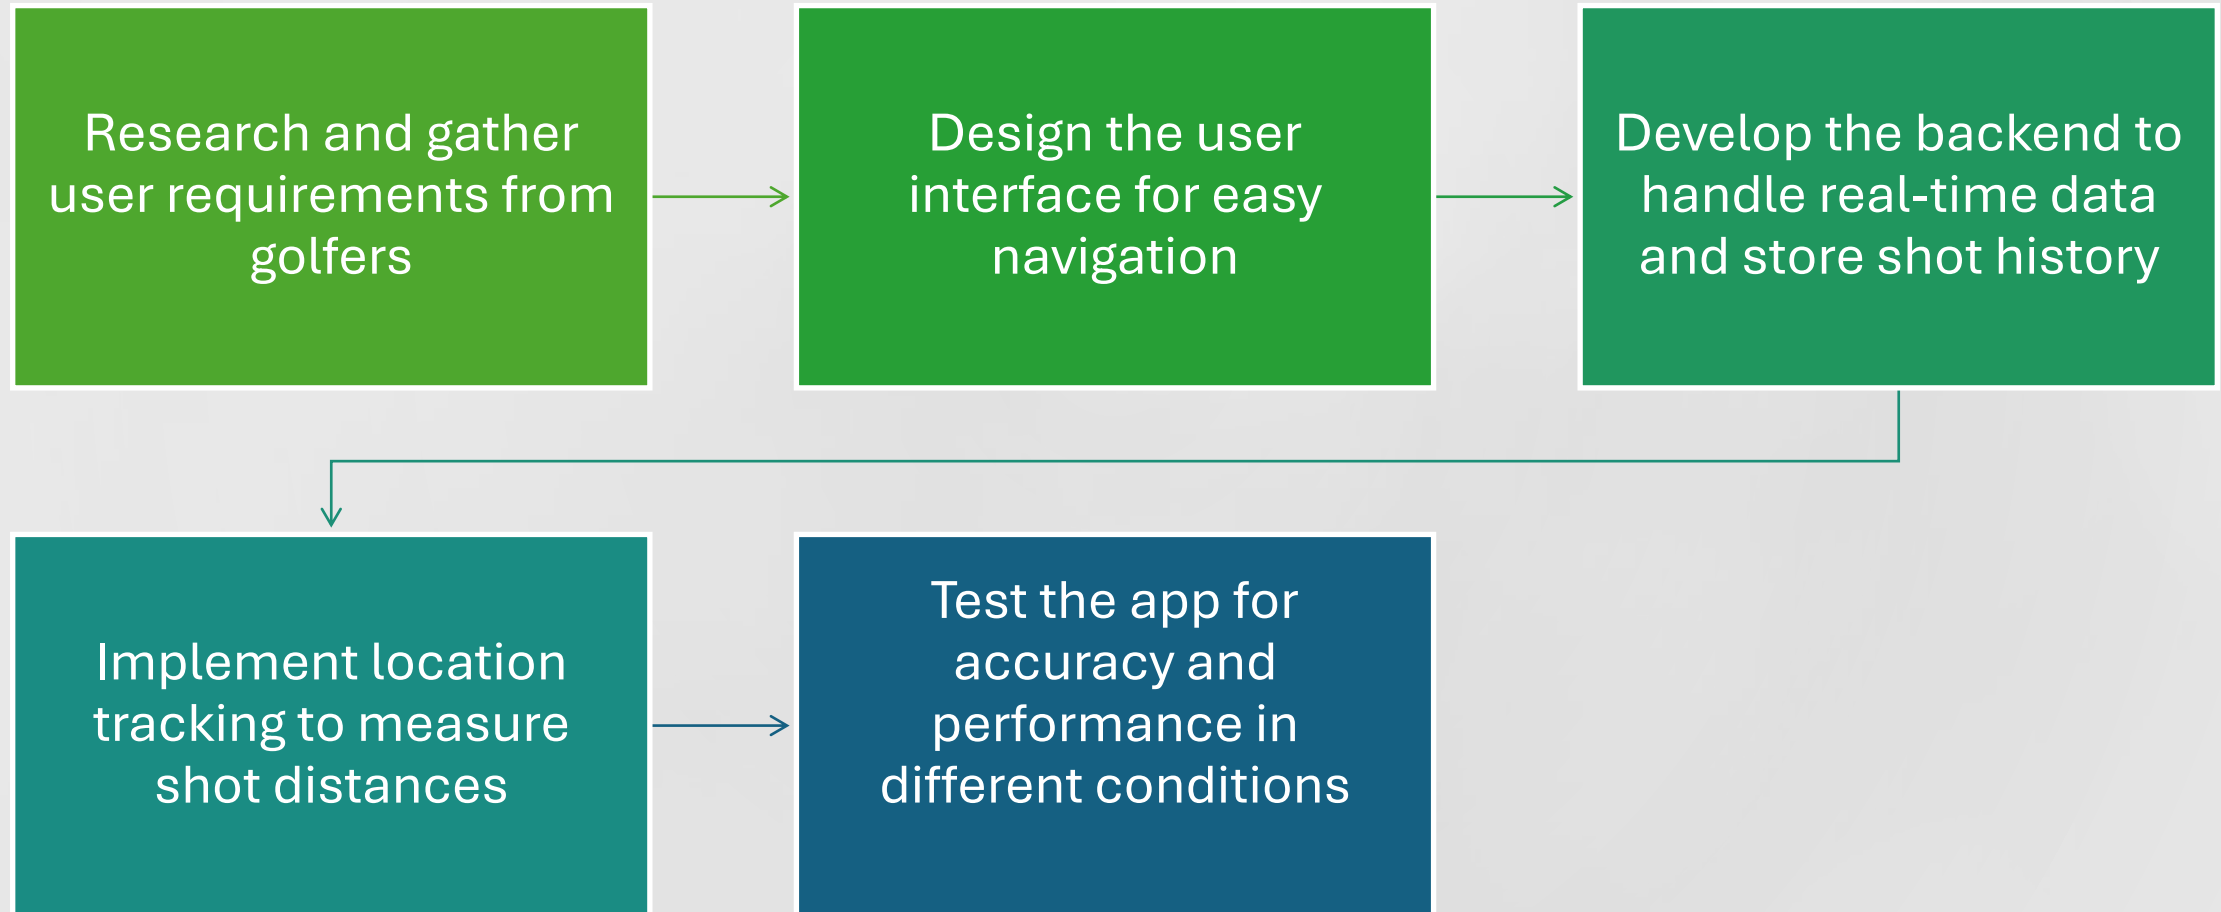 Research and gather
user requirements from
golfers
Design the user
interface for easy
navigation
Develop the backend to
handle real-time data
and store shot history
Implement location
tracking to measure
shot distances
Test the app for
accuracy and
performance in
different conditions